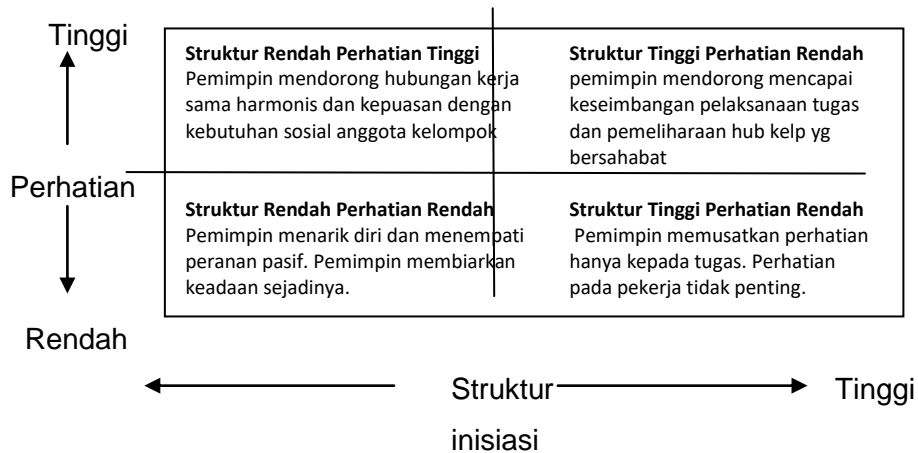 Tinggi
Struktur Rendah Perhatian Tinggi
Pemimpin mendorong hubungan kerja
sama harmonis dan kepuasan dengan
kebutuhan sosial anggota kelompok
Struktur Tinggi Perhatian Rendah
pemimpin mendorong mencapai
keseimbangan pelaksanaan tugas
dan pemeliharaan hub kelp yg
bersahabat
Perhatian
Struktur Rendah Perhatian Rendah
Pemimpin menarik diri dan menempati
peranan pasif. Pemimpin membiarkan
keadaan sejadinya.
Struktur Tinggi Perhatian Rendah
Pemimpin memusatkan perhatian
hanya kepada tugas. Perhatian
pada pekerja tidak penting.
Rendah
Struktur
inisiasi
Tinggi